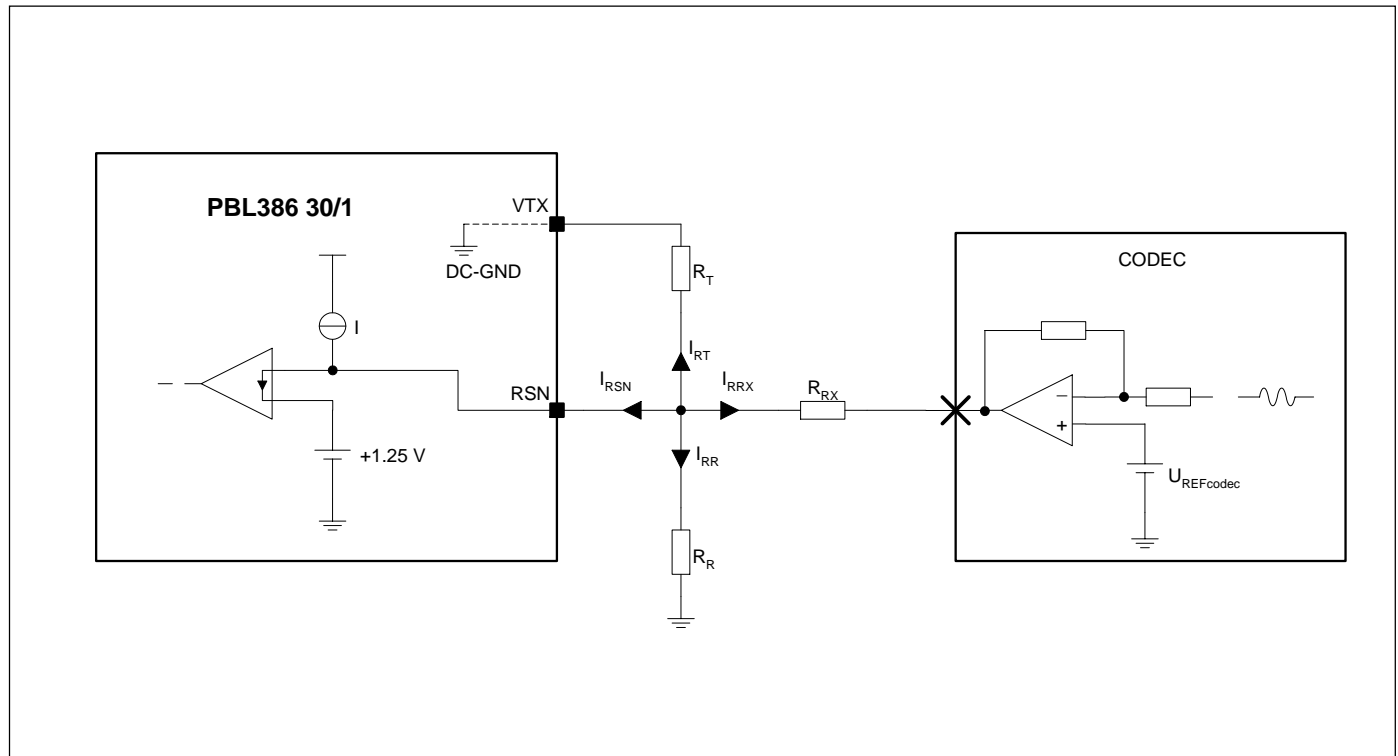 PBL386 30/1
VTX
DC-GND
I
RSN
+1.25 V
R_T
I_RT
I_RSN
I_RRX
R_RX
I_RR
R_R
CODEC
−
+
U_REFcodec